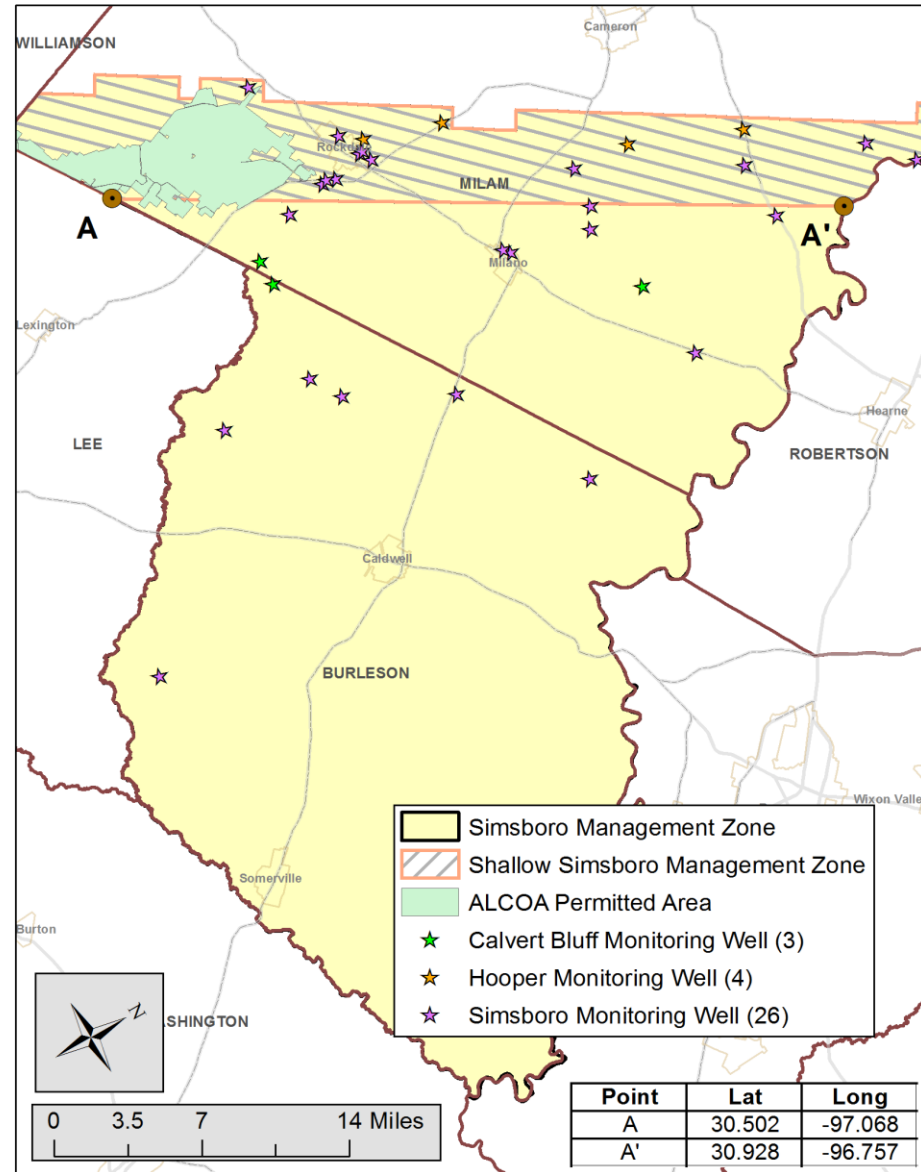 Cameron
WILLIAMSON
MILAM
A
A'
Milano
Lexington
Hearne
LEE
ROBERTSON
Caldwell
BURLESON
Wixon Valle
Somerville
Burton
ASHINGTON
N
Simsboro Management Zone
Shallow Simsboro Management Zone
ALCOA Permitted Area
Calvert Bluff Monitoring Well (3)
Hooper Monitoring Well (4)
Simsboro Monitoring Well (26)
0 3.5 7 14 Miles
Point Lat Long
A 30.502 -97.068
A' 30.928 -96.757